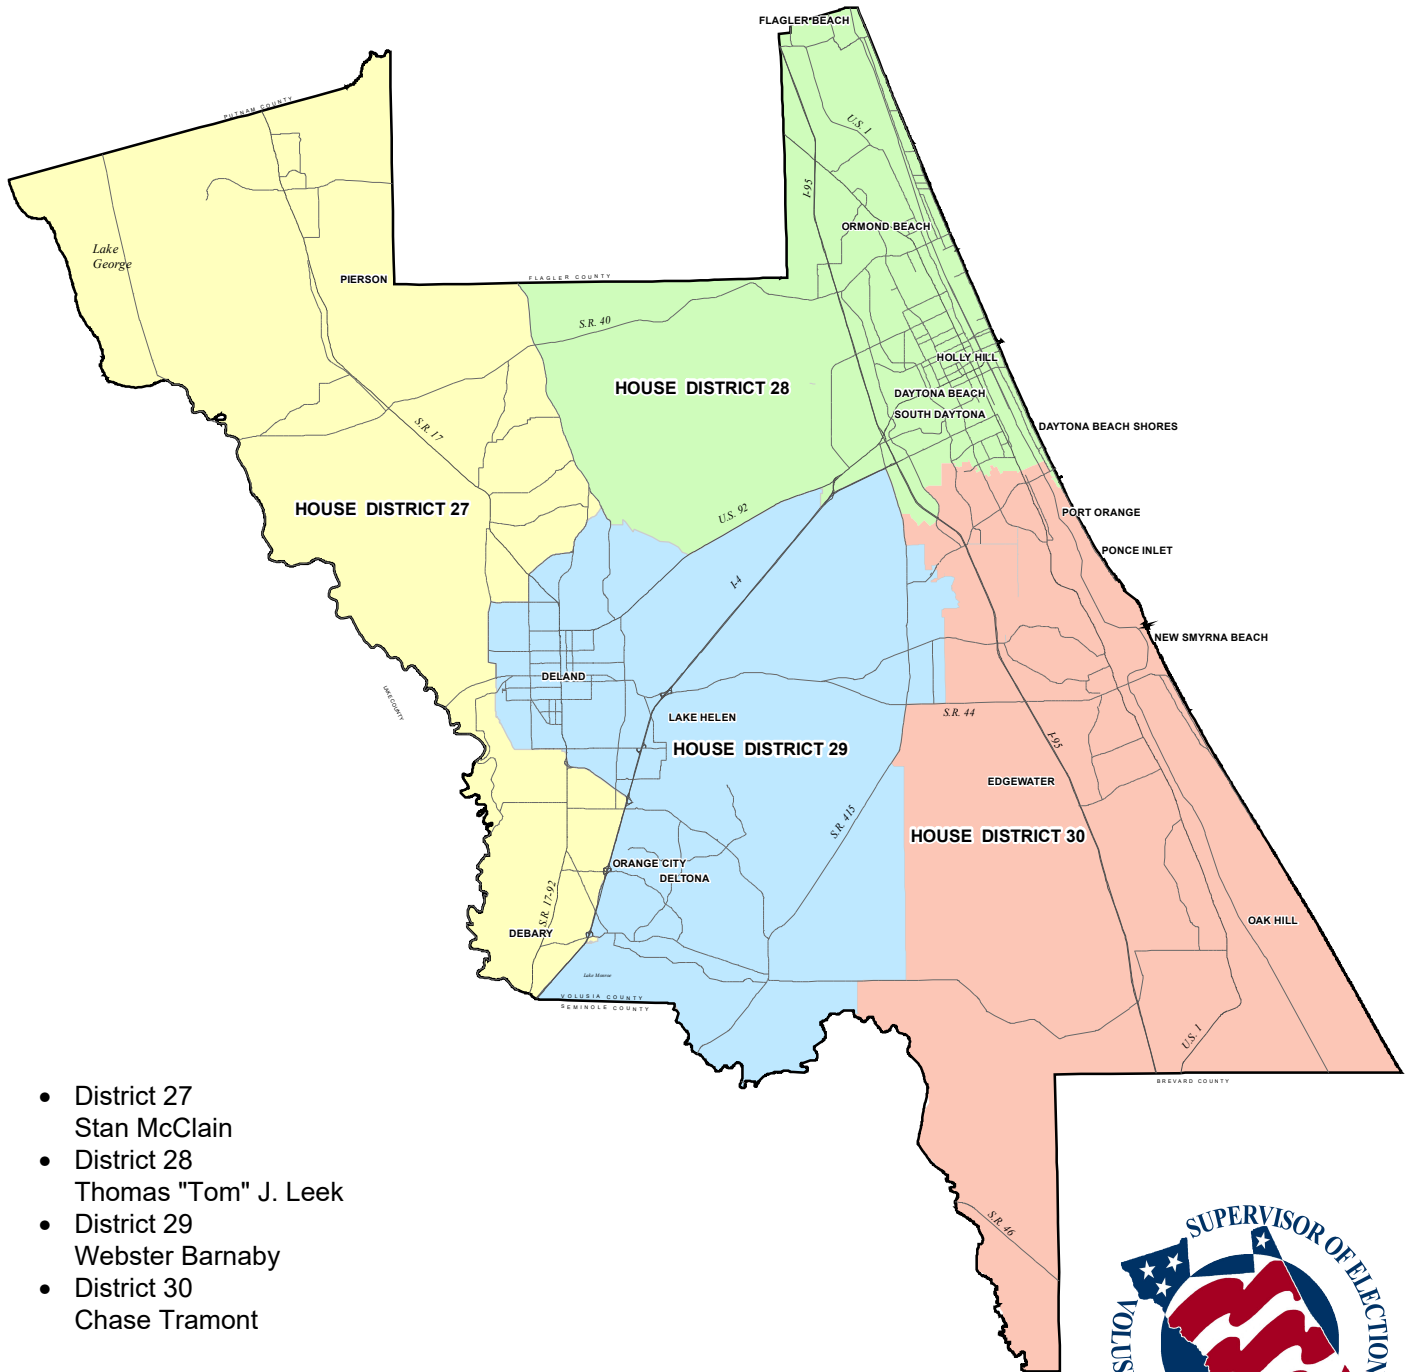 FLAGLER BEACH
PUTNAM COUNTY
U.S. 1
I-95
ORMOND BEACH
Lake
George
PIERSON
FLAGLER COUNTY
S.R. 40
HOLLY HILL
HOUSE DISTRICT 28
DAYTONA BEACH
SOUTH DAYTONA
S.R. 17
DAYTONA BEACH SHORES
HOUSE DISTRICT 27
U.S. 92
PORT ORANGE
PONCE INLET
I-4
NEW SMYRNA BEACH
DELAND
LAKE COUNTY
LAKE HELEN
S.R. 44
HOUSE DISTRICT 29
I-95
EDGEWATER
S.R. 415
HOUSE DISTRICT 30
ORANGE CITY
DELTONA
S.R. 17-92
OAK HILL
DEBARY
Lake Monroe
VOLUSIA COUNTY
SEMINOLE COUNTY
U.S. 1
BREVARD COUNTY
• District 27
Stan McClain
• District 28
Thomas "Tom" J. Leek
• District 29
Webster Barnaby
• District 30
Chase Tramont
S.R. 46
SUPERVISOR OF ELECTION
VOLUS